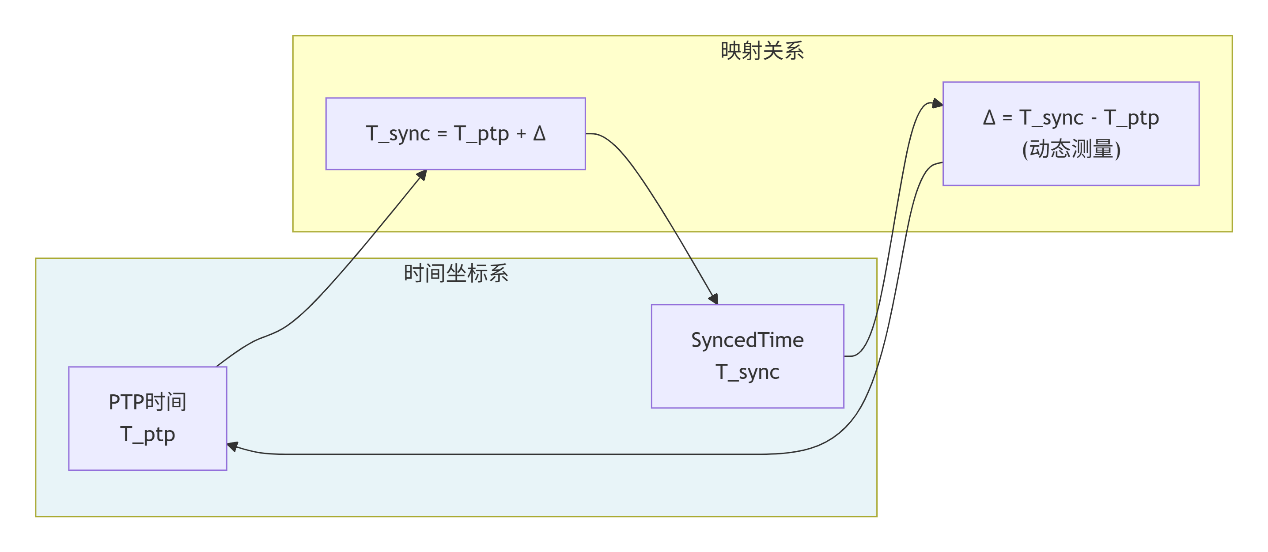 映射关系
T_sync = T_ptp + Δ
Δ = T_sync - T_ptp
(动态测量)
时间坐标系
SyncedTime
T_sync
PTP时间
T_ptp